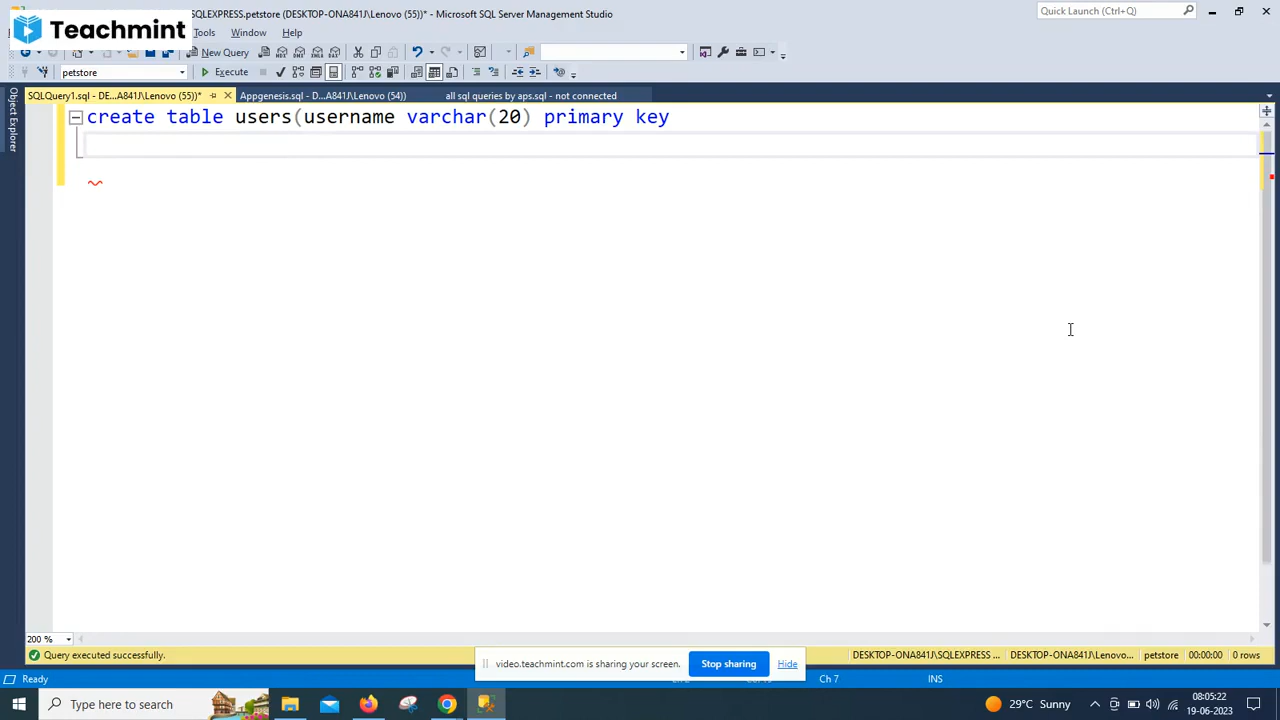 SQLEXPRESS.petstore (DESKTOP-ONA841J\Lenovo (55))* - Microsoft SQL Server Management Studio
Quick Launch (Ctrl+Q)
Teachmint
Tools Window Help
New Query
petstore
Execute
SQLQuery1.sql - DE...A841J\Lenovo (55))*
Appgenesis.sql - D...A841J\Lenovo (54))
all sql queries by aps.sql - not connected
Object Explorer
create table users(username varchar(20) primary key
200 %
Query executed successfully.
DESKTOP-ONA841J\SQLEXPRESS ...
DESKTOP-ONA841J\Lenovo...
petstore
00:00:00
0 rows
video.teachmint.com is sharing your screen.
Stop sharing
Hide
Ready
Ch 7
INS
Type here to search
29°C Sunny
08:05:22
19-06-2023